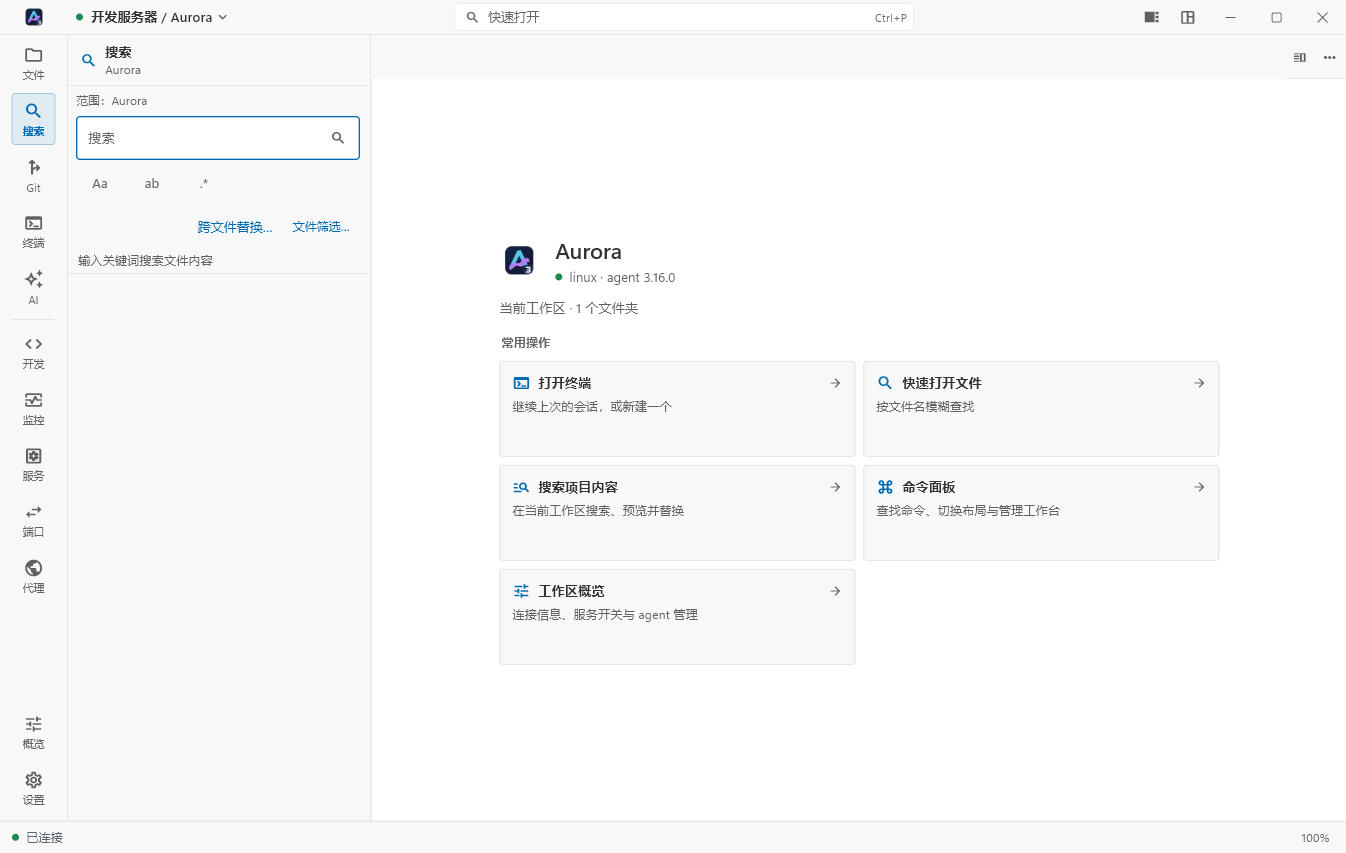 开发服务器 / Aurora
快速打开
Ctrl+P
文件
搜索
Git
终端
AI
开发
监控
服务
端口
代理
概览
设置
搜索
Aurora
范围: Aurora
搜索
Aa
ab
.*
跨文件替换...
文件筛选...
输入关键词搜索文件内容
Aurora
linux · agent 3.16.0
当前工作区 · 1 个文件夹
常用操作
打开终端
继续上次的会话，或新建一个
快速打开文件
按文件名模糊查找
搜索项目内容
在当前工作区搜索、预览并替换
命令面板
查找命令、切换布局与管理工作台
工作区概览
连接信息、服务开关与 agent 管理
已连接
100%